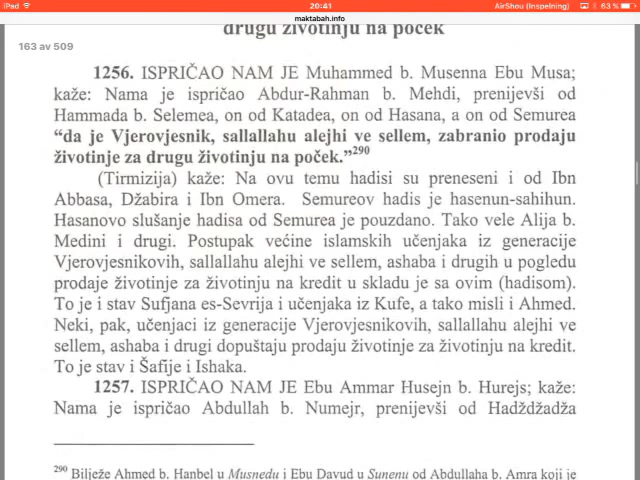 iPad
20:41
AirShou (Inspelning)
63 %
maktabah.info
drugu životinju na poček
163 av 509
1256. ISPRIČAO NAM JE Muhammed b. Musenna Ebu Musa;
kaže: Nama je ispričao Abdur-Rahman b. Mehdi, prenijevši od
Hammada b. Selemea, on od Katadea, on od Hasana, a on od Semurea
“da je Vjerovjesnik, sallallahu alejhi ve sellem, zabranio prodaju
životinje za drugu životinju na poček.”290
(Tirmizija) kaže: Na ovu temu hadisi su preneseni i od Ibn
Abbasa, Džabira i Ibn Omera. Semureov hadis je hasenun-sahihun.
Hasanovo slušanje hadisa od Semurea je pouzdano. Tako vele Alija b.
Medini i drugi. Postupak većine islamskih učenjaka iz generacije
Vjerovjesnikovih, sallallahu alejhi ve sellem, ashaba i drugih u pogledu
prodaje životinje za životinju na kredit u skladu je sa ovim (hadisom).
To je i stav Sufjana es-Sevrija i učenjaka iz Kufe, a tako misli i Ahmed.
Neki, pak, učenjaci iz generacije Vjerovjesnikovih, sallallahu alejhi ve
sellem, ashaba i drugi dopuštaju prodaju životinje za životinju na kredit.
To je stav i Šafije i Ishaka.
1257. ISPRIČAO NAM JE Ebu Ammar Husejn b. Hurejs; kaže:
Nama je ispričao Abdullah b. Numejr, prenijevši od Hadždžadža
290 Bilježe Ahmed b. Hanbel u Musnedu i Ebu Davud u Sunenu od Abdullaha b. Amra koji je